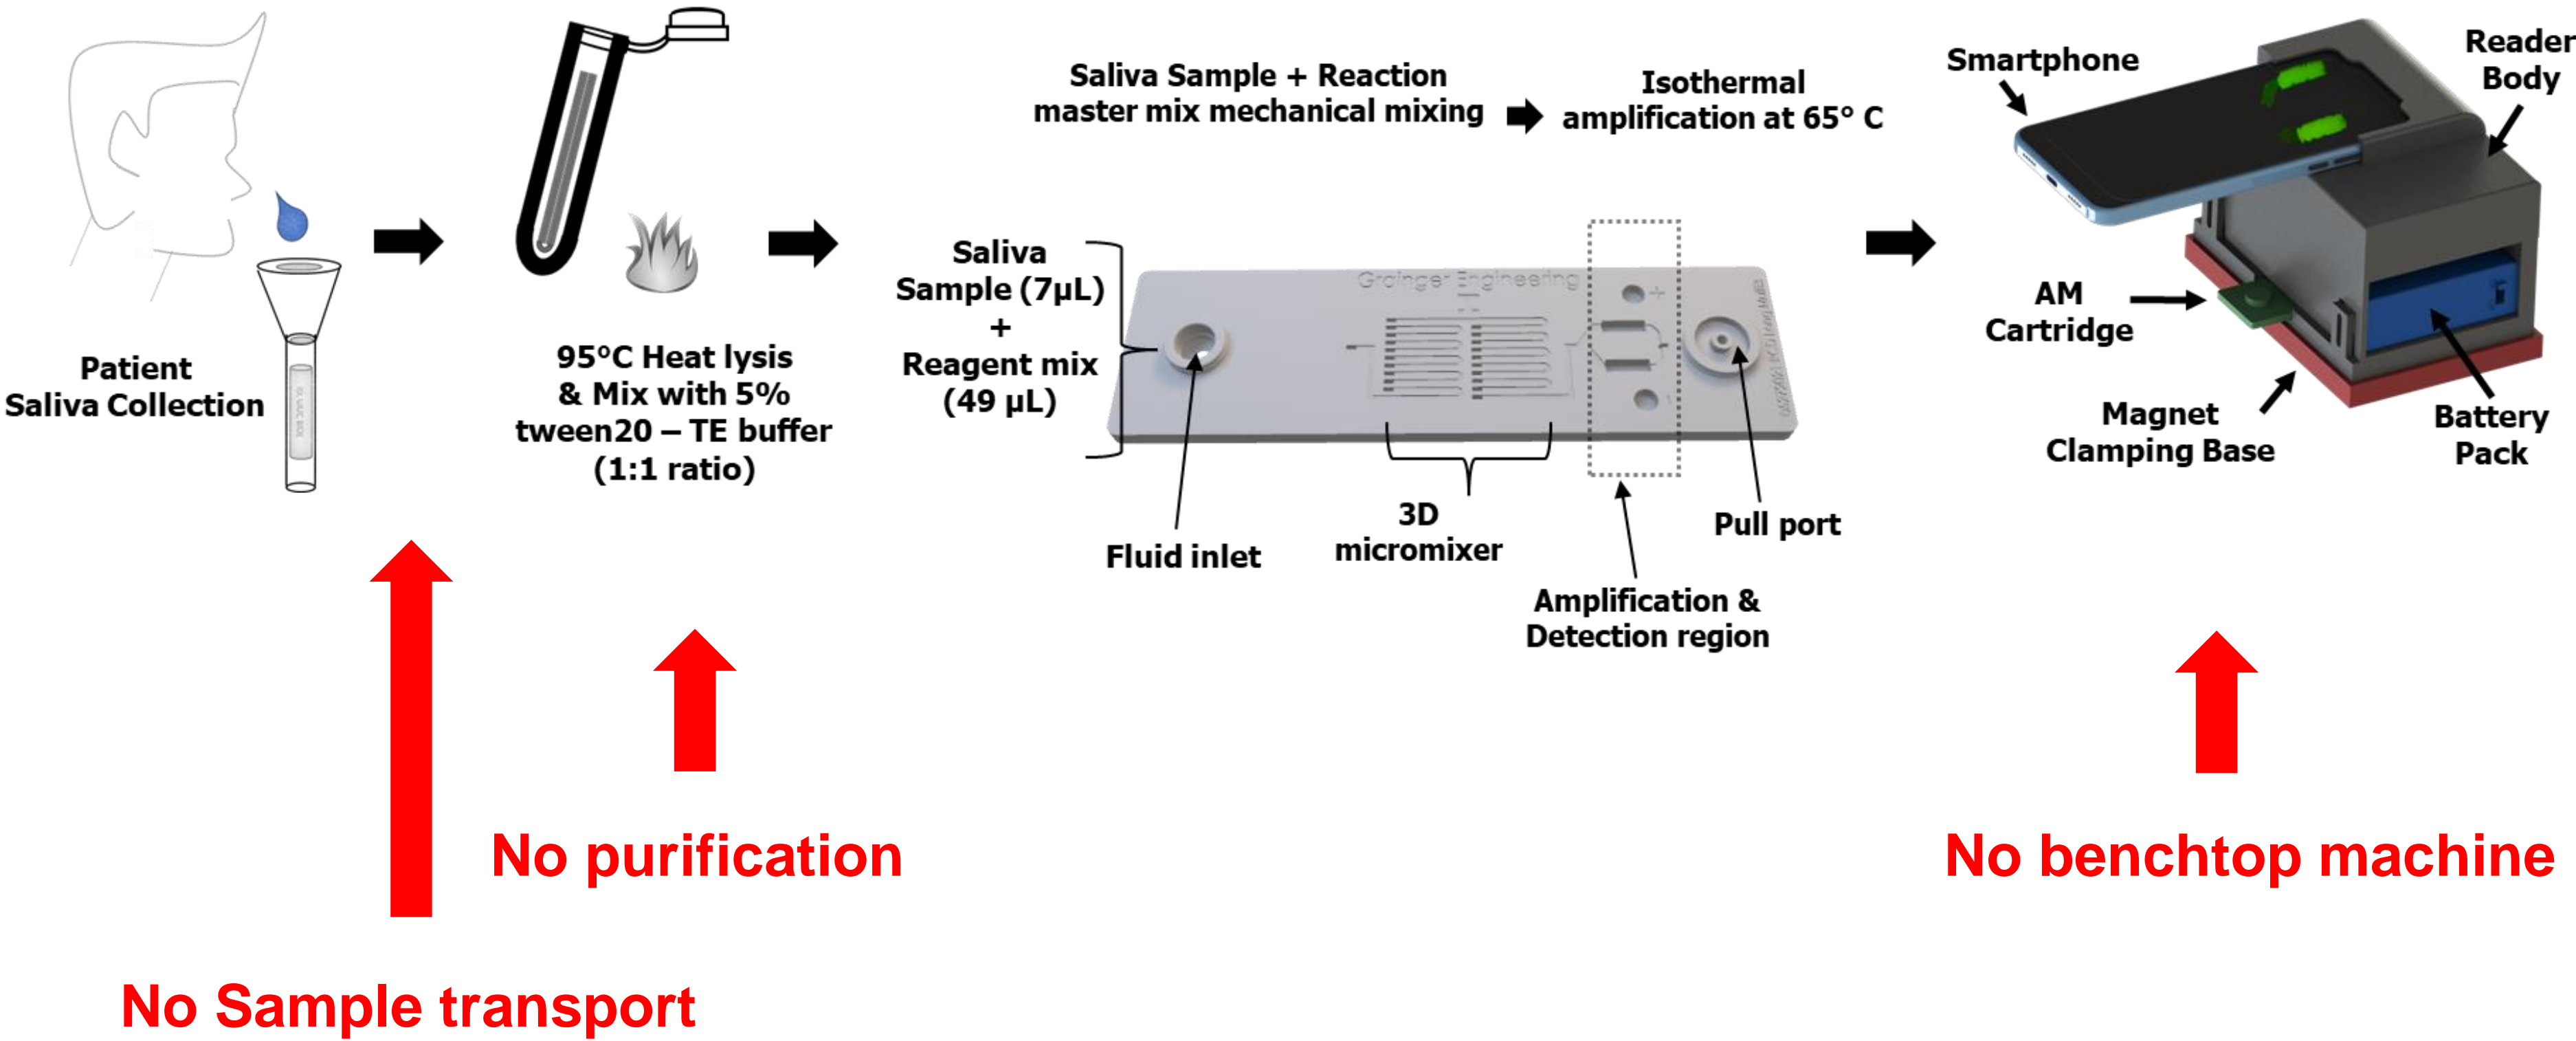 Patient
Saliva Collection
95°C Heat lysis
& Mix with 5%
tween20 – TE buffer
(1:1 ratio)
Saliva Sample + Reaction
master mix mechanical mixing
Isothermal
amplification at 65° C
Saliva
Sample (7µL)
+
Reagent mix
(49 µL)
Grainger Engineering
+
Fluid inlet
3D
micromixer
Amplification &
Detection region
Pull port
Smartphone
Reader
Body
AM
Cartridge
Magnet
Clamping Base
Battery
Pack
No purification
No benchtop machine
No Sample transport